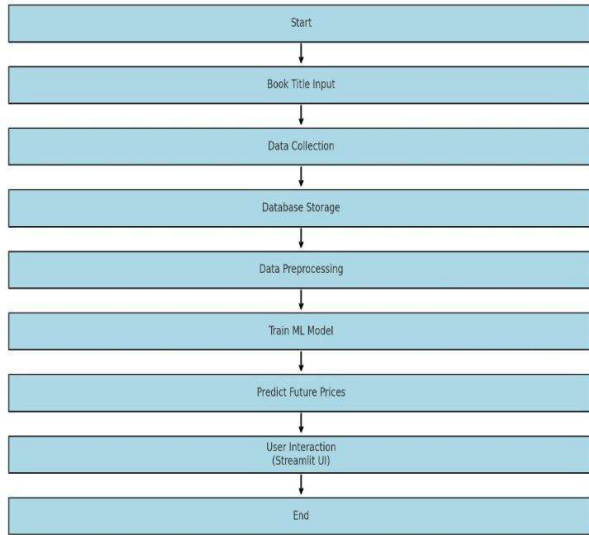 Start
Book Title Input
Data Collection
Database Storage
Data Preprocessing
Train ML Model
Predict Future Prices
User Interaction
(Streamlit UI)
End